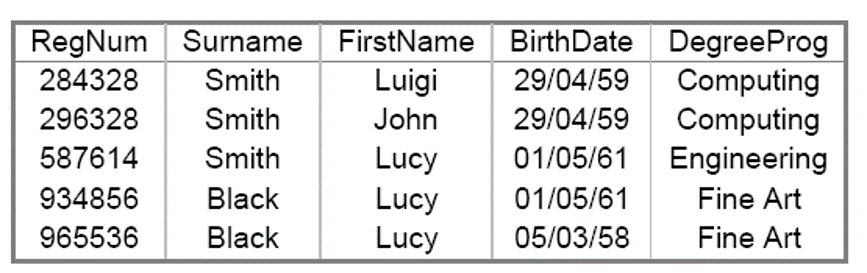 RegNum Surname FirstName BirthDate DegreeProg
284328 Smith Luigi 29/04/59 Computing
296328 Smith John 29/04/59 Computing
587614 Smith Lucy 01/05/61 Engineering
934856 Black Lucy 01/05/61 Fine Art
965536 Black Lucy 05/03/58 Fine Art